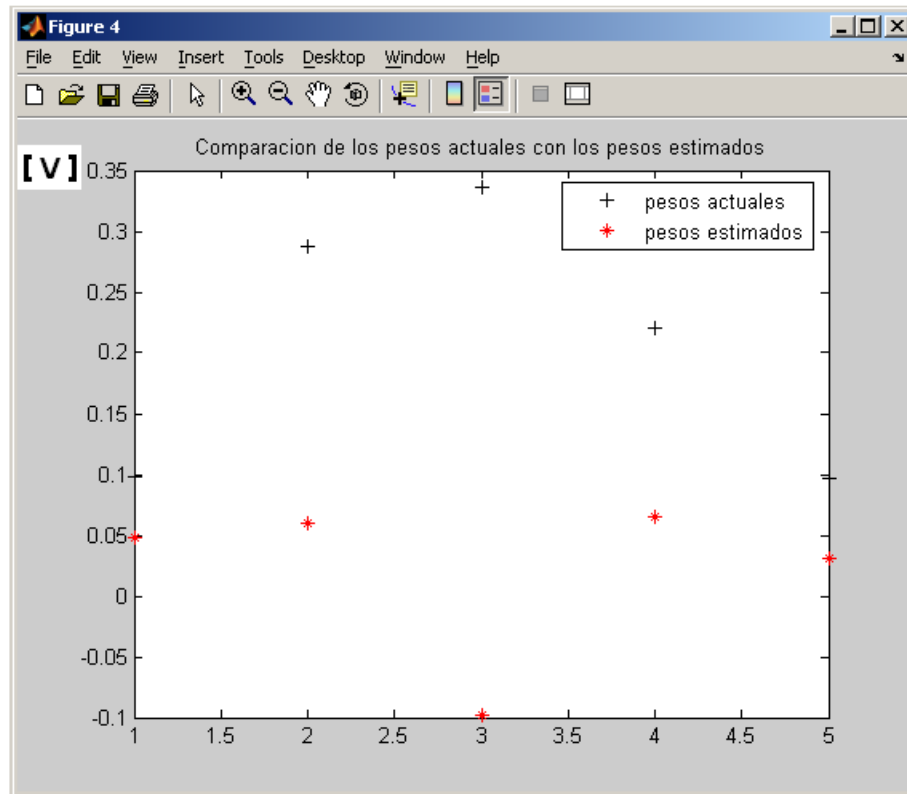 Figure 4
File Edit View Insert Tools Desktop Window Help
Comparacion de los pesos actuales con los pesos estimados
[V]
0.35
0.3
0.25
0.2
0.15
0.1
0.05
0
-0.05
-0.1
pesos actuales
pesos estimados
1 1.5 2 2.5 3 3.5 4 4.5 5